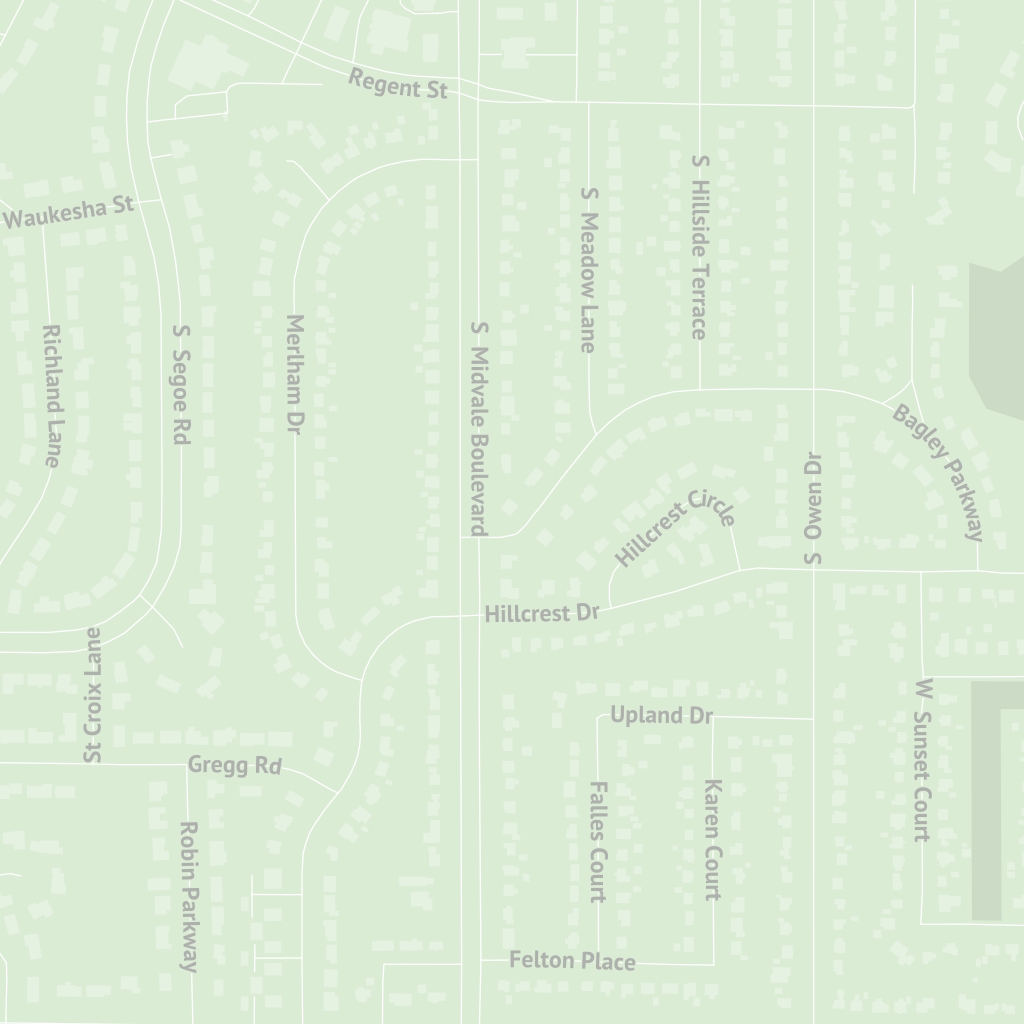 Regent St
Waukesha St
S Meadow Lane
S Hillside Terrace
Richland Lane
S Segoe Rd
Merlham Dr
S Midvale Boulevard
Bagley Parkway
S Owen Dr
Hillcrest Circle
Hillcrest Dr
St Croix Lane
W Sunset Court
Upland Dr
Gregg Rd
Falles Court
Karen Court
Robin Parkway
Felton Place